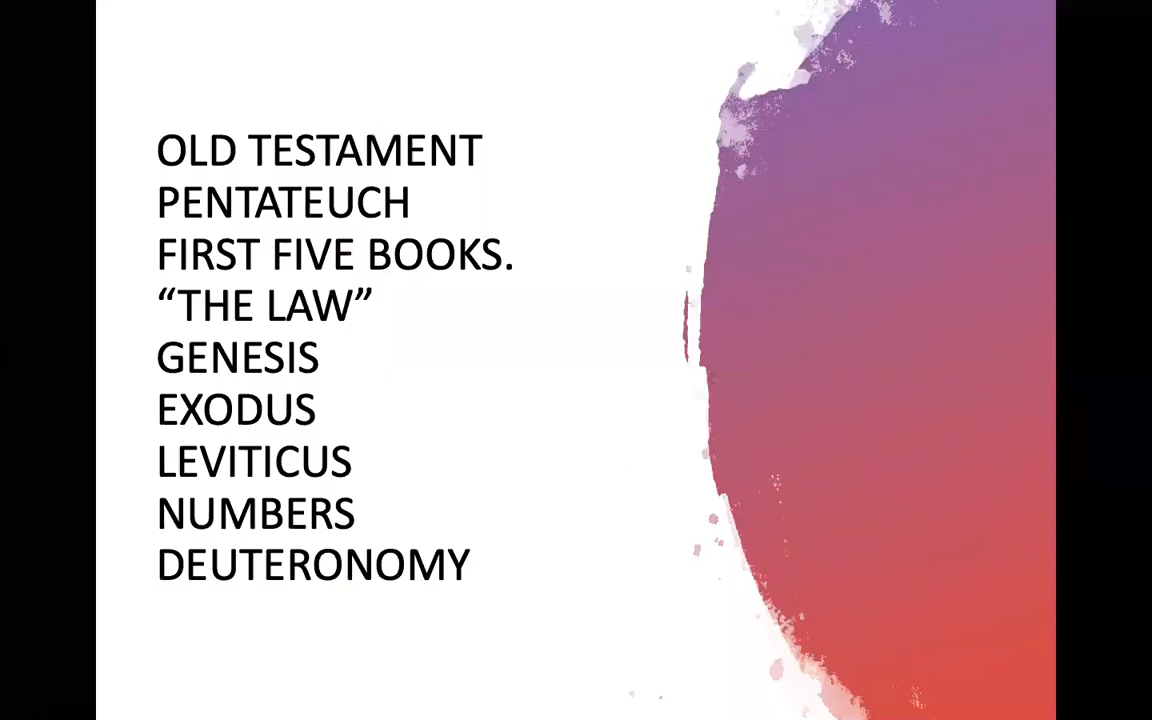 OLD TESTAMENT
PENTATEUCH
FIRST FIVE BOOKS.
“THE LAW”
GENESIS
EXODUS
LEVITICUS
NUMBERS
DEUTERONOMY